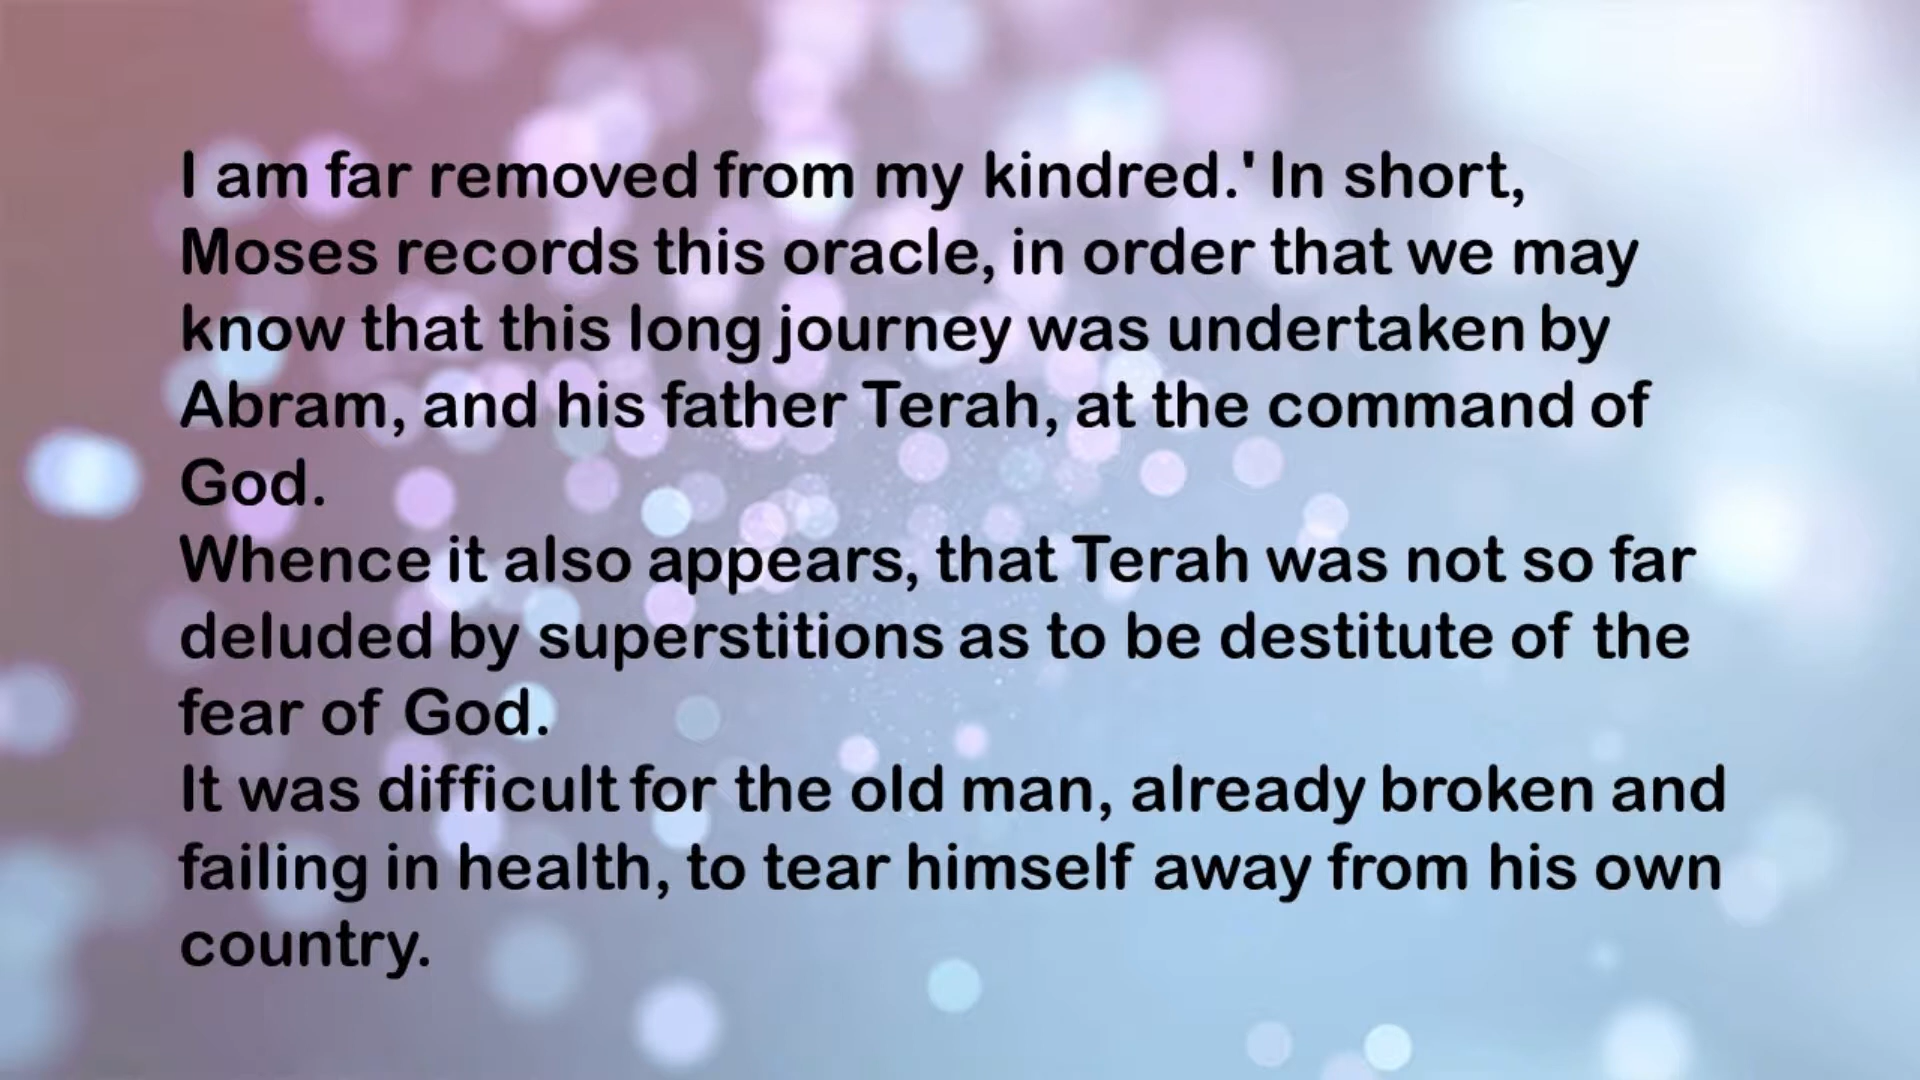 I am far removed from my kindred.' In short,
Moses records this oracle, in order that we may
know that this long journey was undertaken by
Abram, and his father Terah, at the command of
God.
Whence it also appears, that Terah was not so far
deluded by superstitions as to be destitute of the
fear of God.
It was difficult for the old man, already broken and
failing in health, to tear himself away from his own
country.